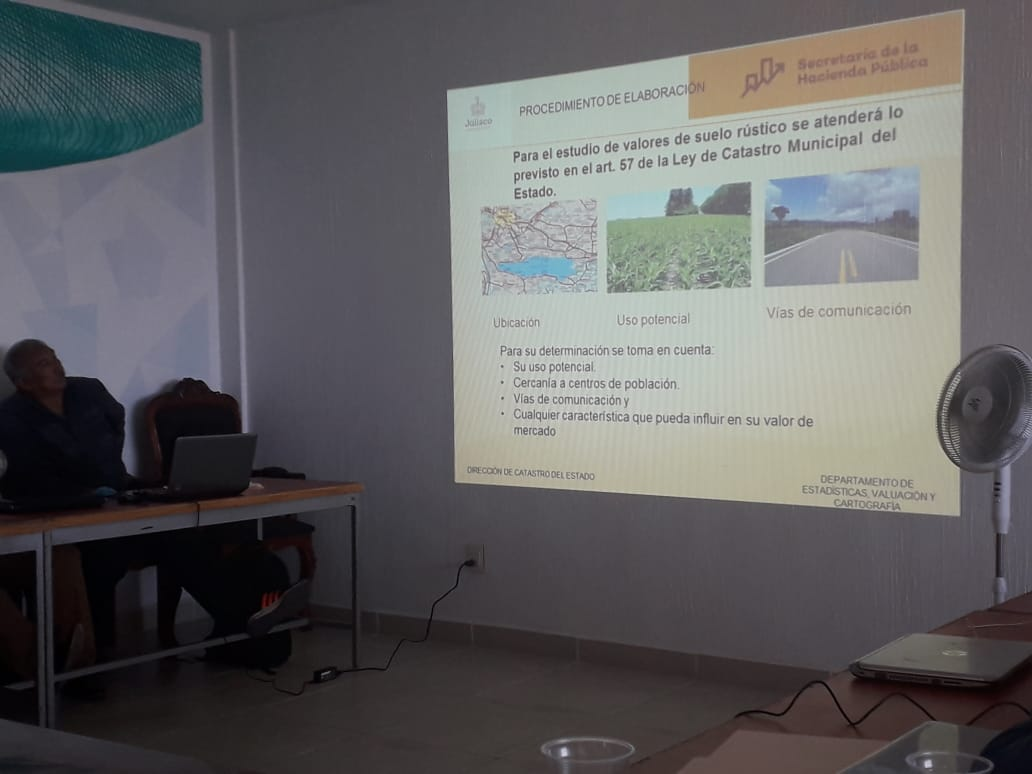 Jalisco
PROCEDIMIENTO DE ELABORACIÓN
Secretaría de la
Hacienda Pública
Para el estudio de valores de suelo rústico se atenderá lo
previsto en el art. 57 de la Ley de Catastro Municipal del
Estado.
Ubicación
Uso potencial
Vías de comunicación
Para su determinación se toma en cuenta:
• Su uso potencial.
• Cercanía a centros de población.
• Vías de comunicación y
• Cualquier característica que pueda influir en su valor de
mercado
DIRECCIÓN DE CATASTRO DEL ESTADO
DEPARTAMENTO DE
ESTADÍSTICAS, VALUACIÓN Y
CARTOGRAFÍA